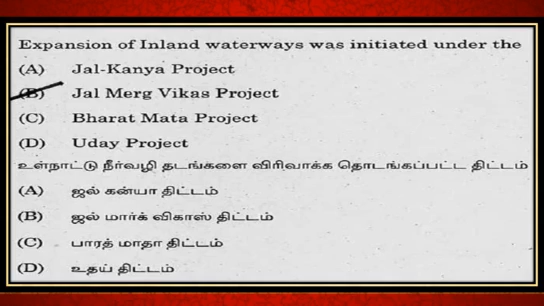 Expansion of Inland waterways was initiated under the
(A) Jal-Kanya Project
(B) Jal Merg Vikas Project
(C) Bharat Mata Project
(D) Uday Project
உள்நாட்டு நீர்வழி தடங்களை விரிவாக்க தொடங்கப்பட்ட திட்டம்
(A) ஜல் கன்யா திட்டம்
(B) ஜல் மார்க் விகாஸ் திட்டம்
(C) பாரத் மாதா திட்டம்
(D) உதய் திட்டம்